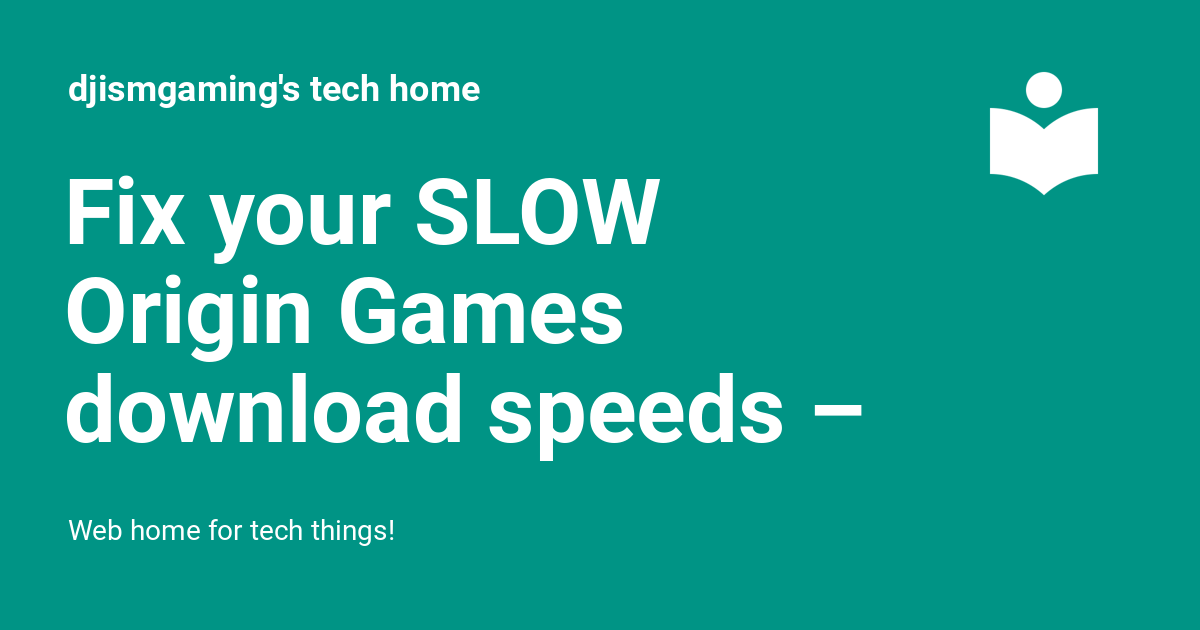 djismgaming's tech home
Fix your SLOW
Origin Games
download speeds –
Web home for tech things!